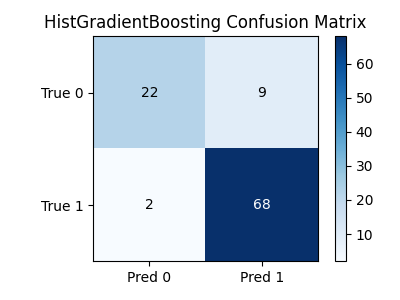 HistGradientBoosting Confusion Matrix
True 0
22
9
True 1
2
68
Pred 0
Pred 1
60
50
40
30
20
10